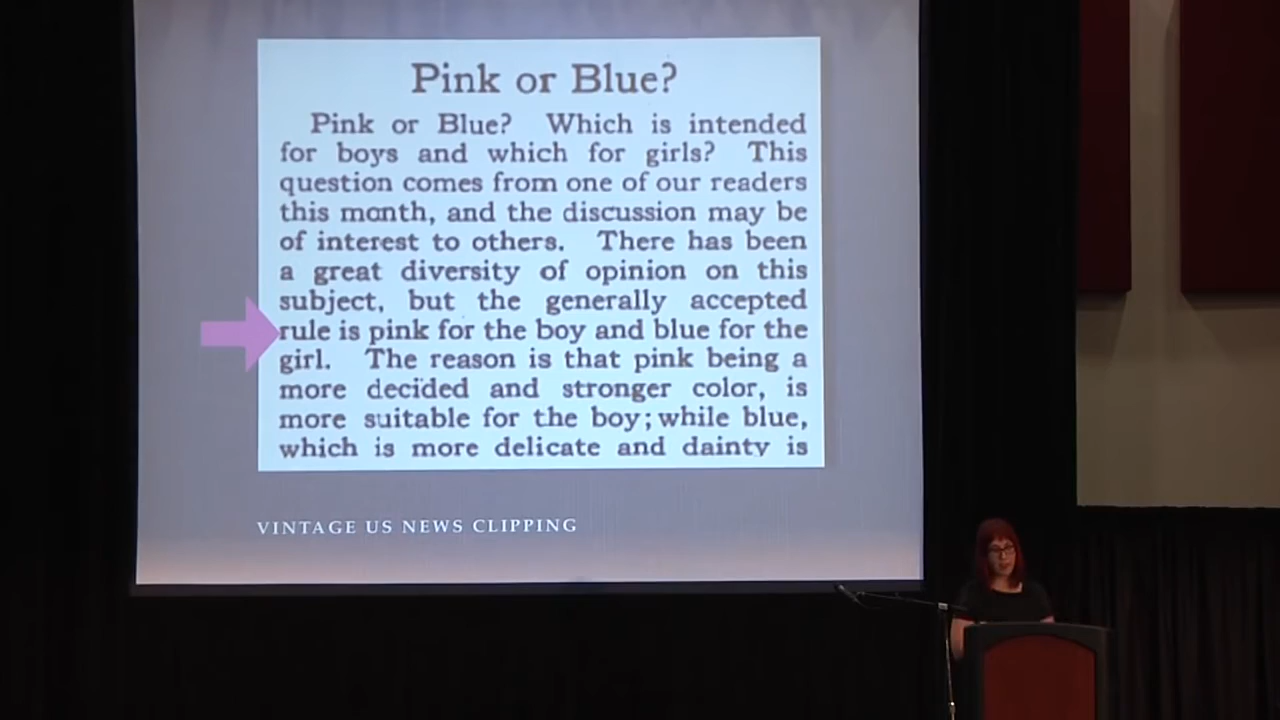 Pink or Blue?
Pink or Blue? Which is intended
for boys and which for girls? This
question comes from one of our readers
this month, and the discussion may be
of interest to others. There has been
a great diversity of opinion on this
subject, but the generally accepted
rule is pink for the boy and blue for the
girl. The reason is that pink being a
more decided and stronger color, is
more suitable for the boy; while blue,
which is more delicate and dainty is
VINTAGE US NEWS CLIPPING